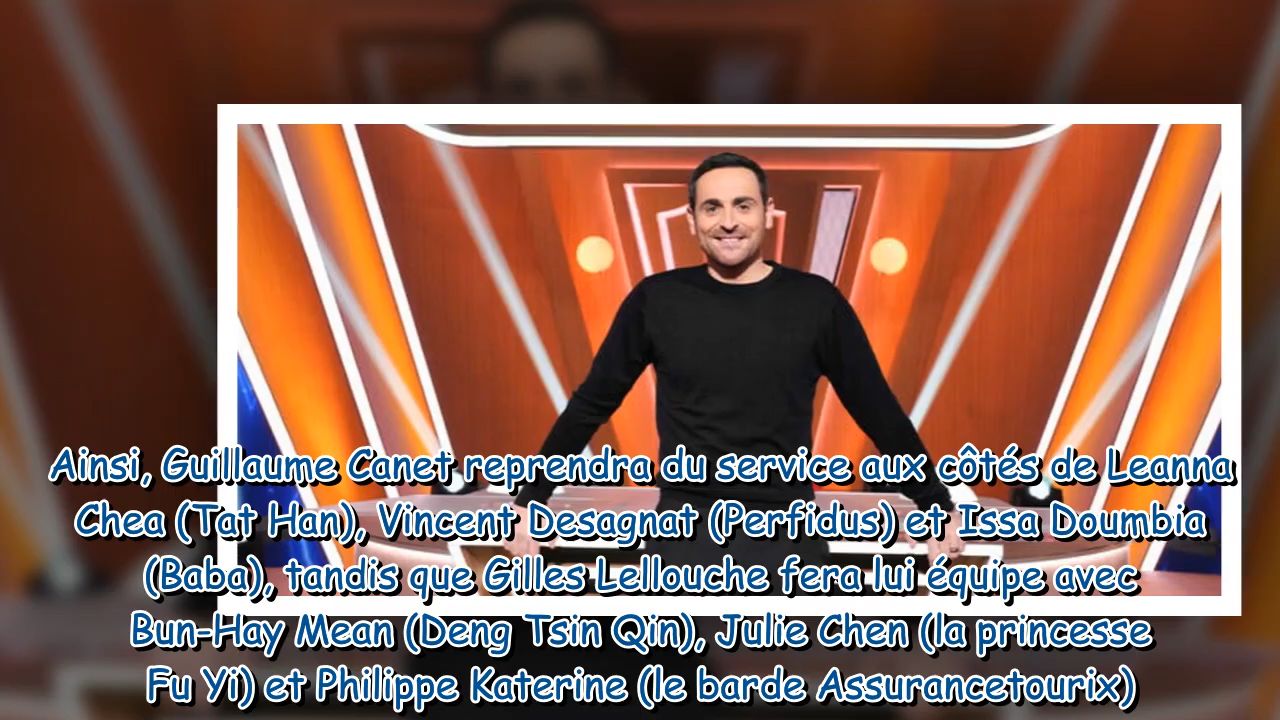 Ainsi, Guillaume Canet reprendra du service aux côtés de Leanna
Chea (Tat Han), Vincent Desagnat (Perfidus) et Issa Doumbia
(Baba), tandis que Gilles Lellouche fera lui équipe avec
Bun-Hay Mean (Deng Tsin Qin), Julie Chen (la princesse
Fu Yi) et Philippe Katerine (le barde Assurancetourix)